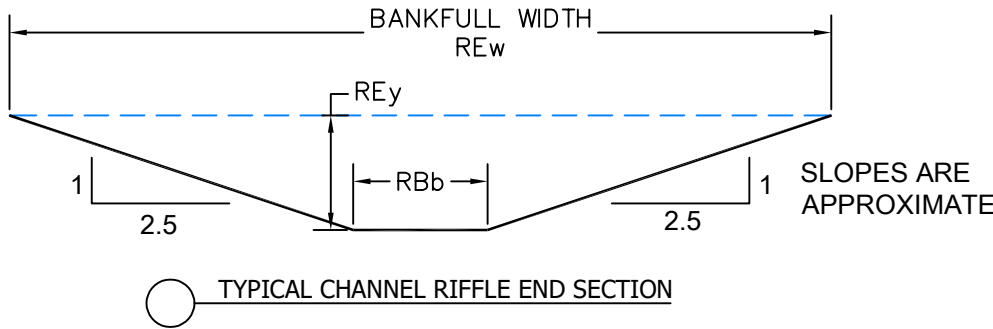 BANKFULL WIDTH
REw
REy
RBb
1
2.5
1
2.5
SLOPES ARE
APPROXIMATE
TYPICAL CHANNEL RIFFLE END SECTION